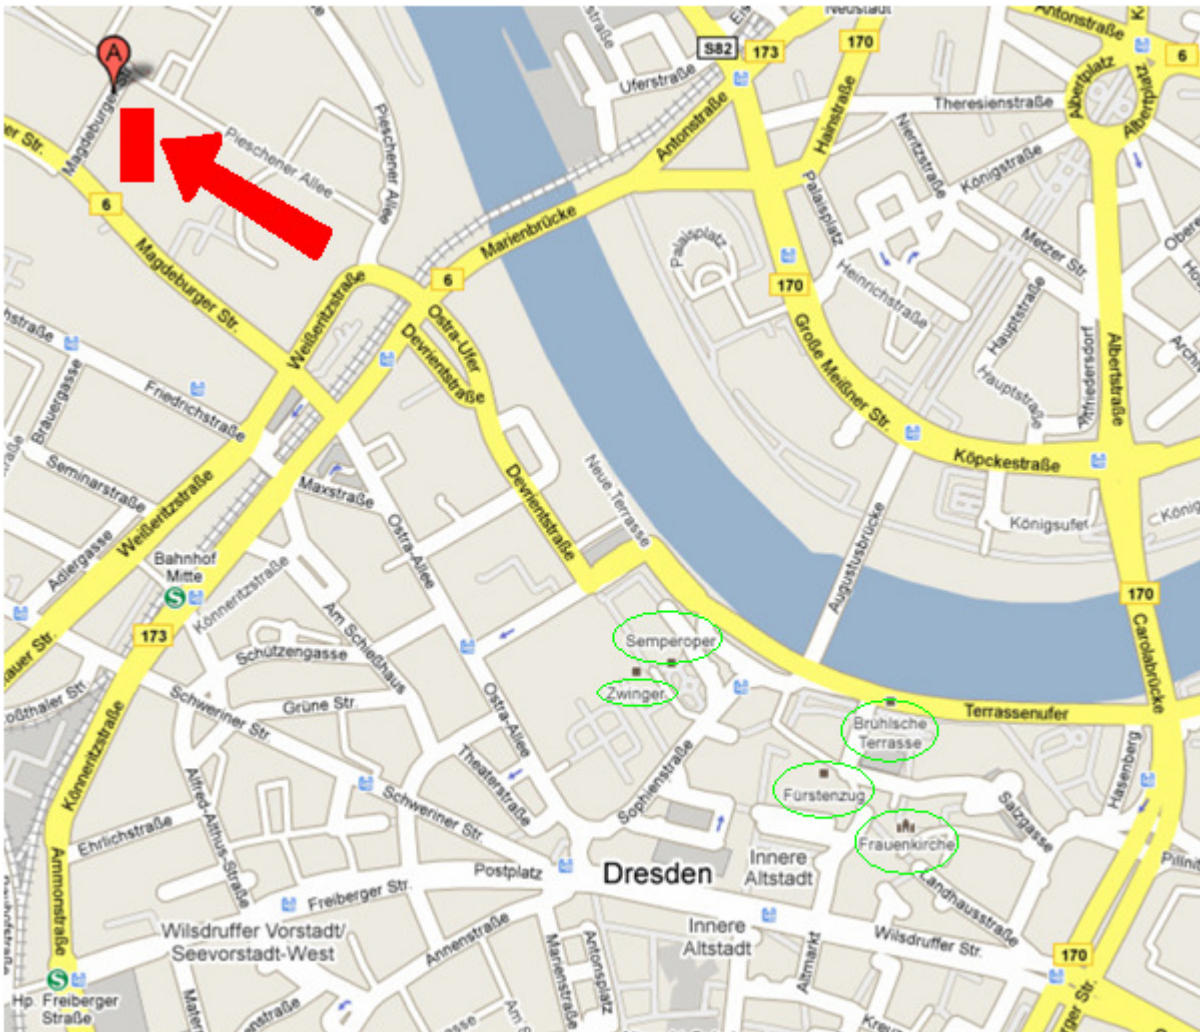 Neustadt
Antonstraße
S82
173
170
6
A
Uferstraße
Theresienstraße
Albertplatz
Magdeburger Str.
Pieschener Allee
Pieschener Allee
Antonstraße
Hainstraße
Nieritzstraße
Königstraße
6
Palaisplatz
Palaisplatz
Metzer Str.
Magdeburger Str.
Marienbrücke
6
170
Heinrichstraße
Hauptstraße
Weißeritzstraße
Ostra-Ufer
Devrientstraße
Große Meißner Str.
Hauptstraße
Albertstraße
Bräuergasse
Friedrichstraße
Köpckestraße
Seminarstraße
Maxstraße
Devrientstraße
Neue Terrasse
Königsufer
Weißeritzstraße
Ostra-Allee
Augustusbrücke
Adlergasse
Bahnhof
Mitte
S
Könneritzstraße
170
Carolabrücke
173
Am Schießhaus
Semperoper
Schützengasse
Zwinger
Grüne Str.
Schweriner Str.
Ostra-Allee
Terrassenufer
Brühlsche
Terrasse
Könneritzstraße
Theaterstraße
Sophienstraße
Hasenberg
Fürstenzug
Schweriner Str.
Salzgasse
Ehrlichstraße
Alfred-Althus-Straße
Frauenkirche
Postplatz
Dresden
Innere
Altstadt
Landhausstraße
Ammonstraße
Freiberger Str.
Wilsdruffer Vorstadt/
Seevorstadt-West
Annenstraße
Innere
Altstadt
Wilsdruffer Str.
170
Marienstraße
Antonsplatz
Altmarkt
S
Hp. Freiberger
Straße